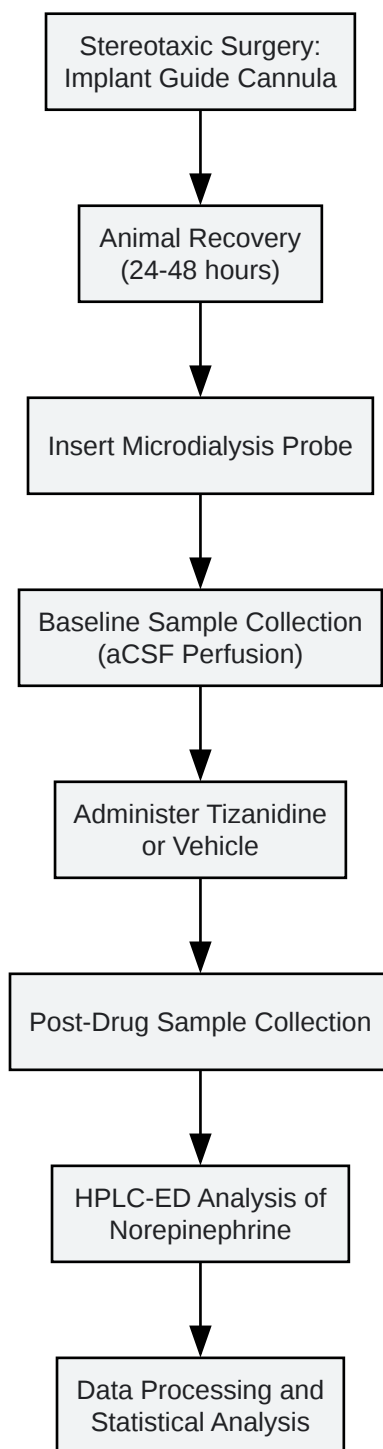 Stereotaxic Surgery:
Implant Guide Cannula
Animal Recovery
(24-48 hours)
Insert Microdialysis Probe
Baseline Sample Collection
(aCSF Perfusion)
Administer Tizanidine
or Vehicle
Post-Drug Sample Collection
HPLC-ED Analysis of
Norepinephrine
Data Processing and
Statistical Analysis